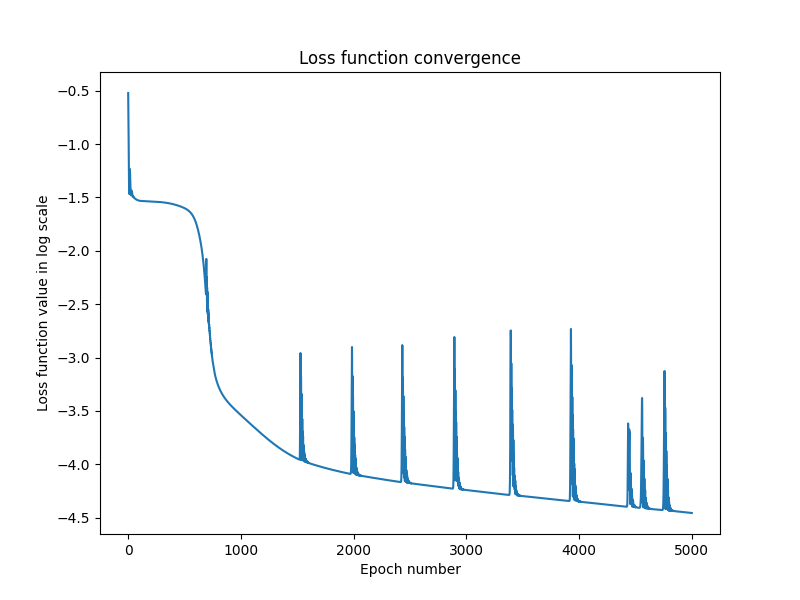 Loss function convergence
Loss function value in log scale
−0.5
−1.0
−1.5
−2.0
−2.5
−3.0
−3.5
−4.0
−4.5
0 1000 2000 3000 4000 5000
Epoch number